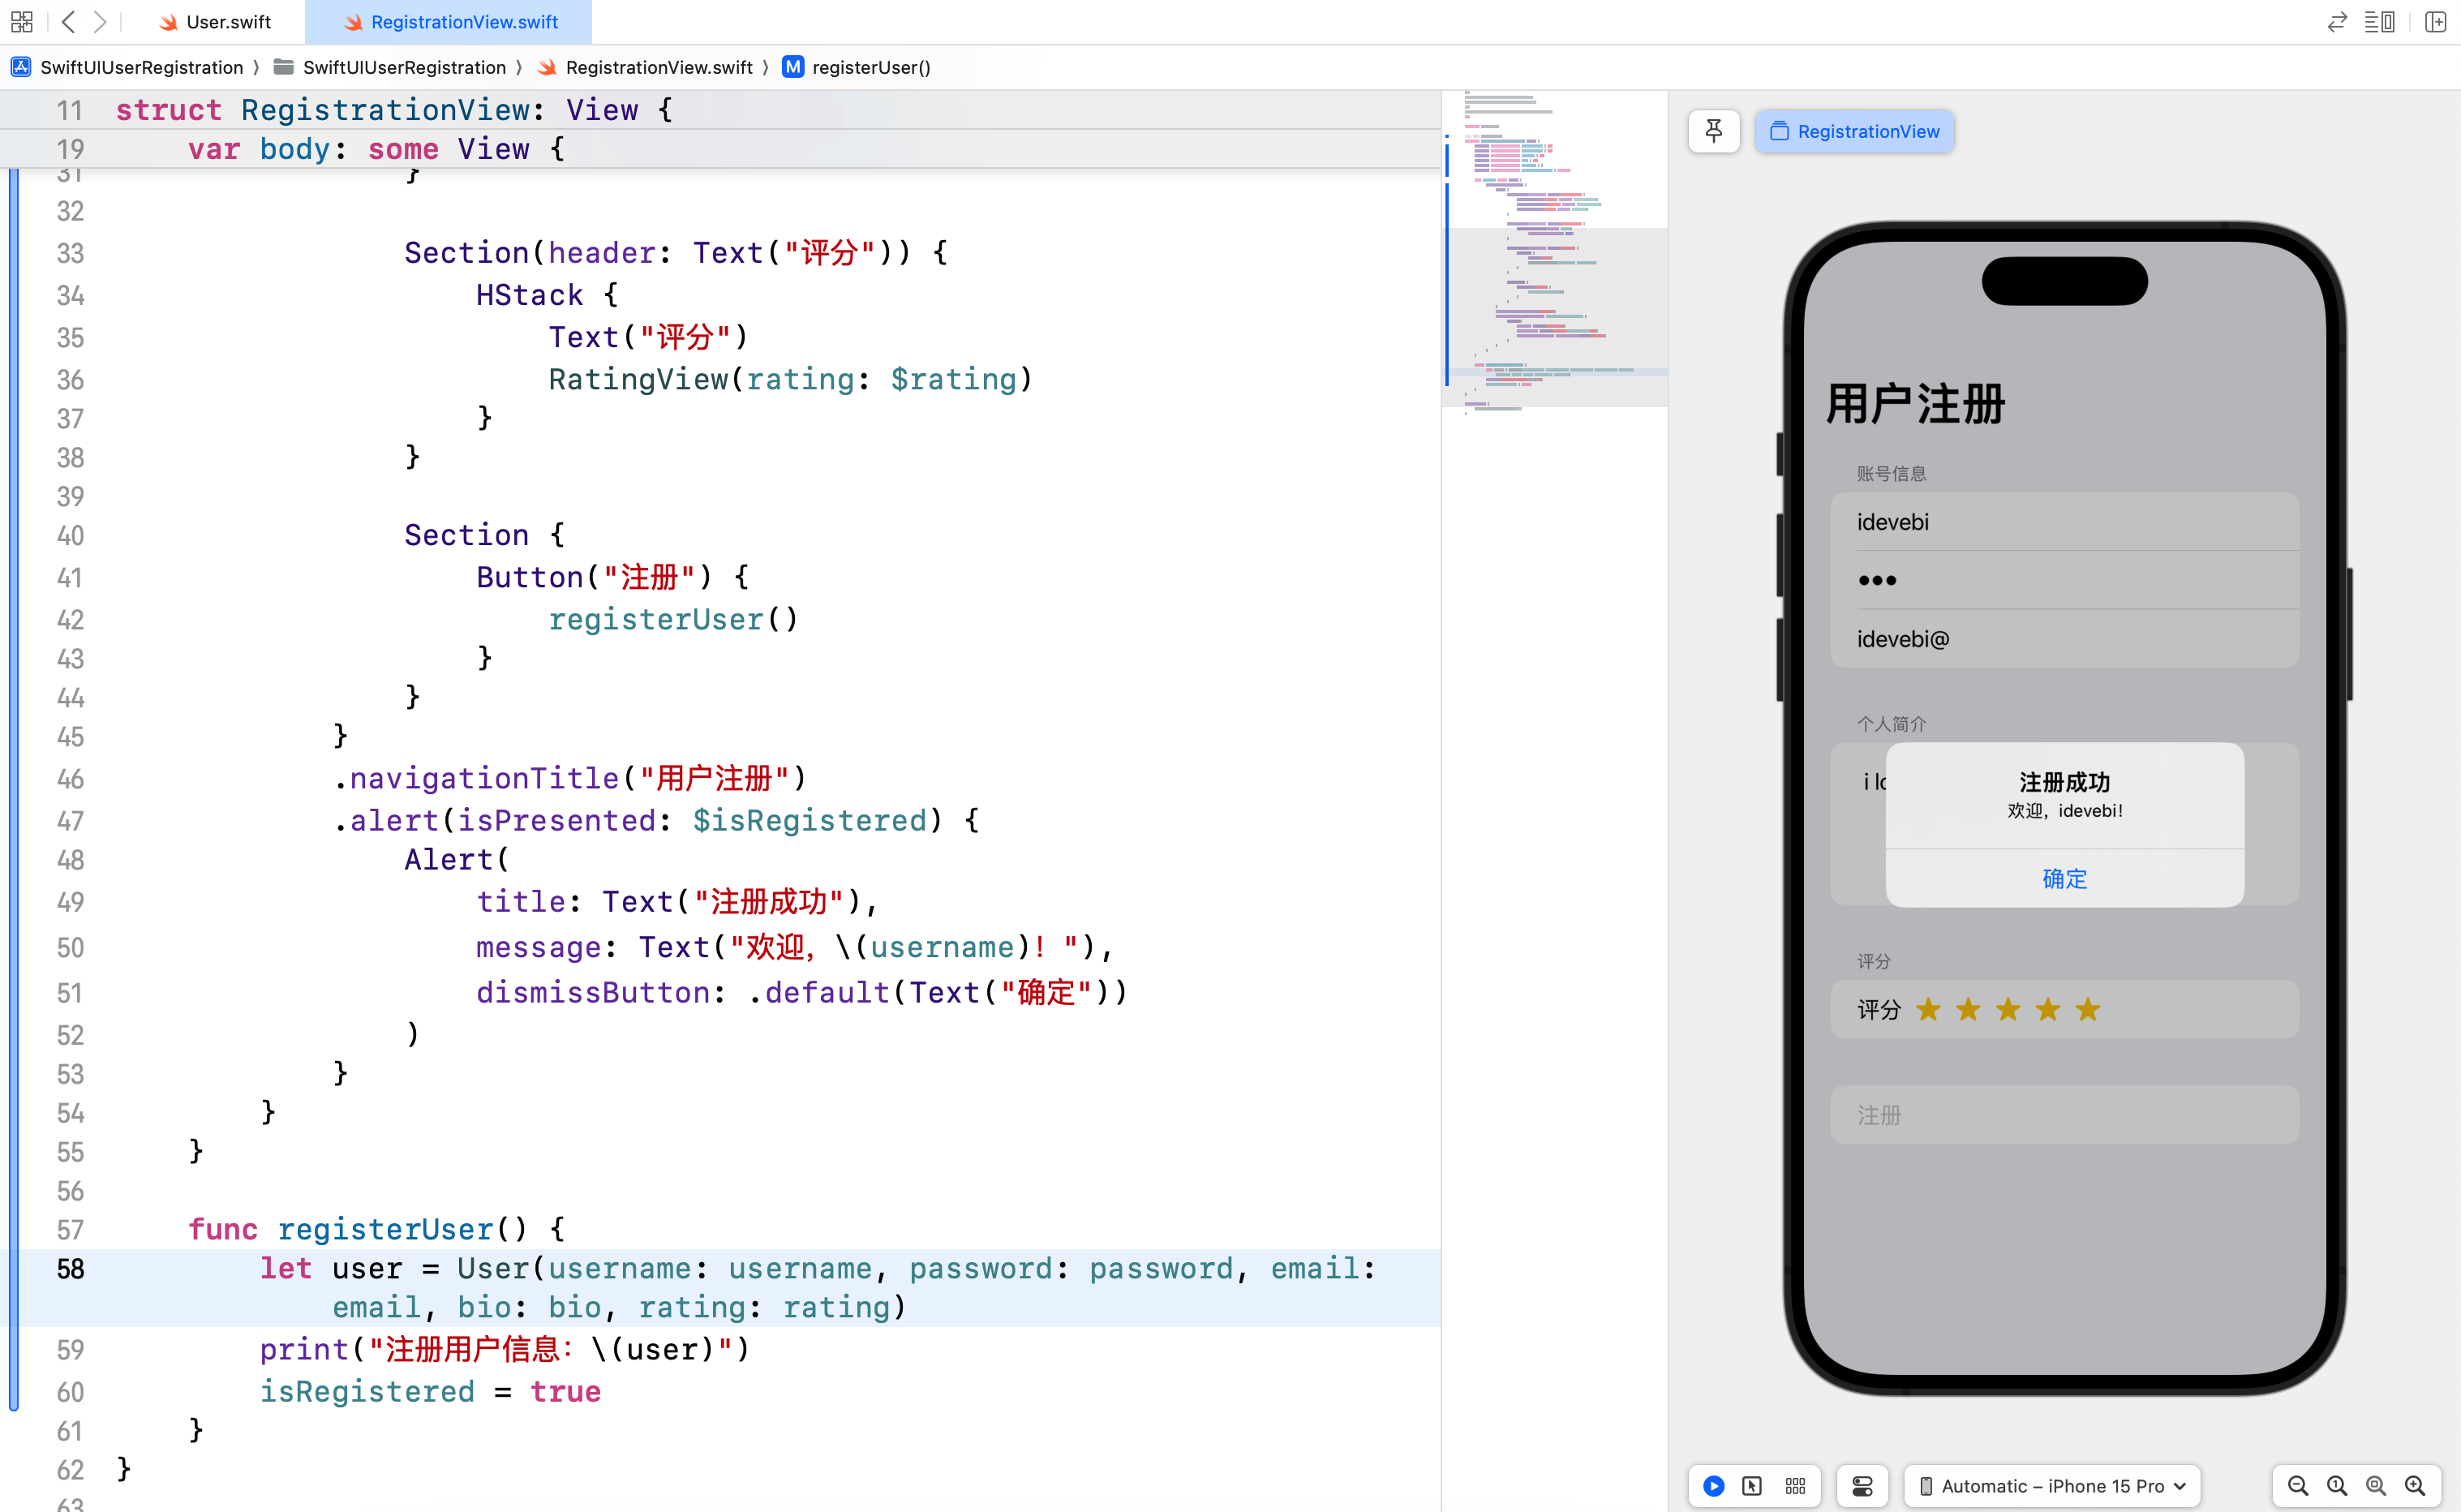 User.swift
RegistrationView.swift
SwiftUIUserRegistration 〉 SwiftUIUserRegistration 〉 RegistrationView.swift 〉 M registerUser()
11 struct RegistrationView: View {
19 var body: some View {
31 }
32
33 Section(header: Text("评分")) {
34 HStack {
35 Text("评分")
36 RatingView(rating: $rating)
37 }
38 }
39
40 Section {
41 Button("注册") {
42 registerUser()
43 }
44 }
45 }
46 .navigationTitle("用户注册")
47 .alert(isPresented: $isRegistered) {
48 Alert(
49 title: Text("注册成功"),
50 message: Text("欢迎，\(username)！"),
51 dismissButton: .default(Text("确定"))
52 )
53 }
54 }
55 }
56
57 func registerUser() {
58 let user = User(username: username, password: password, email:
email, bio: bio, rating: rating)
59 print("注册用户信息：\(user)")
60 isRegistered = true
61 }
62 }
63
RegistrationView
用户注册
账号信息
idevebi
•••
idevebi@
个人简介
i lo
注册成功
欢迎，idevebi！
确定
评分
评分
注册
Automatic – iPhone 15 Pro